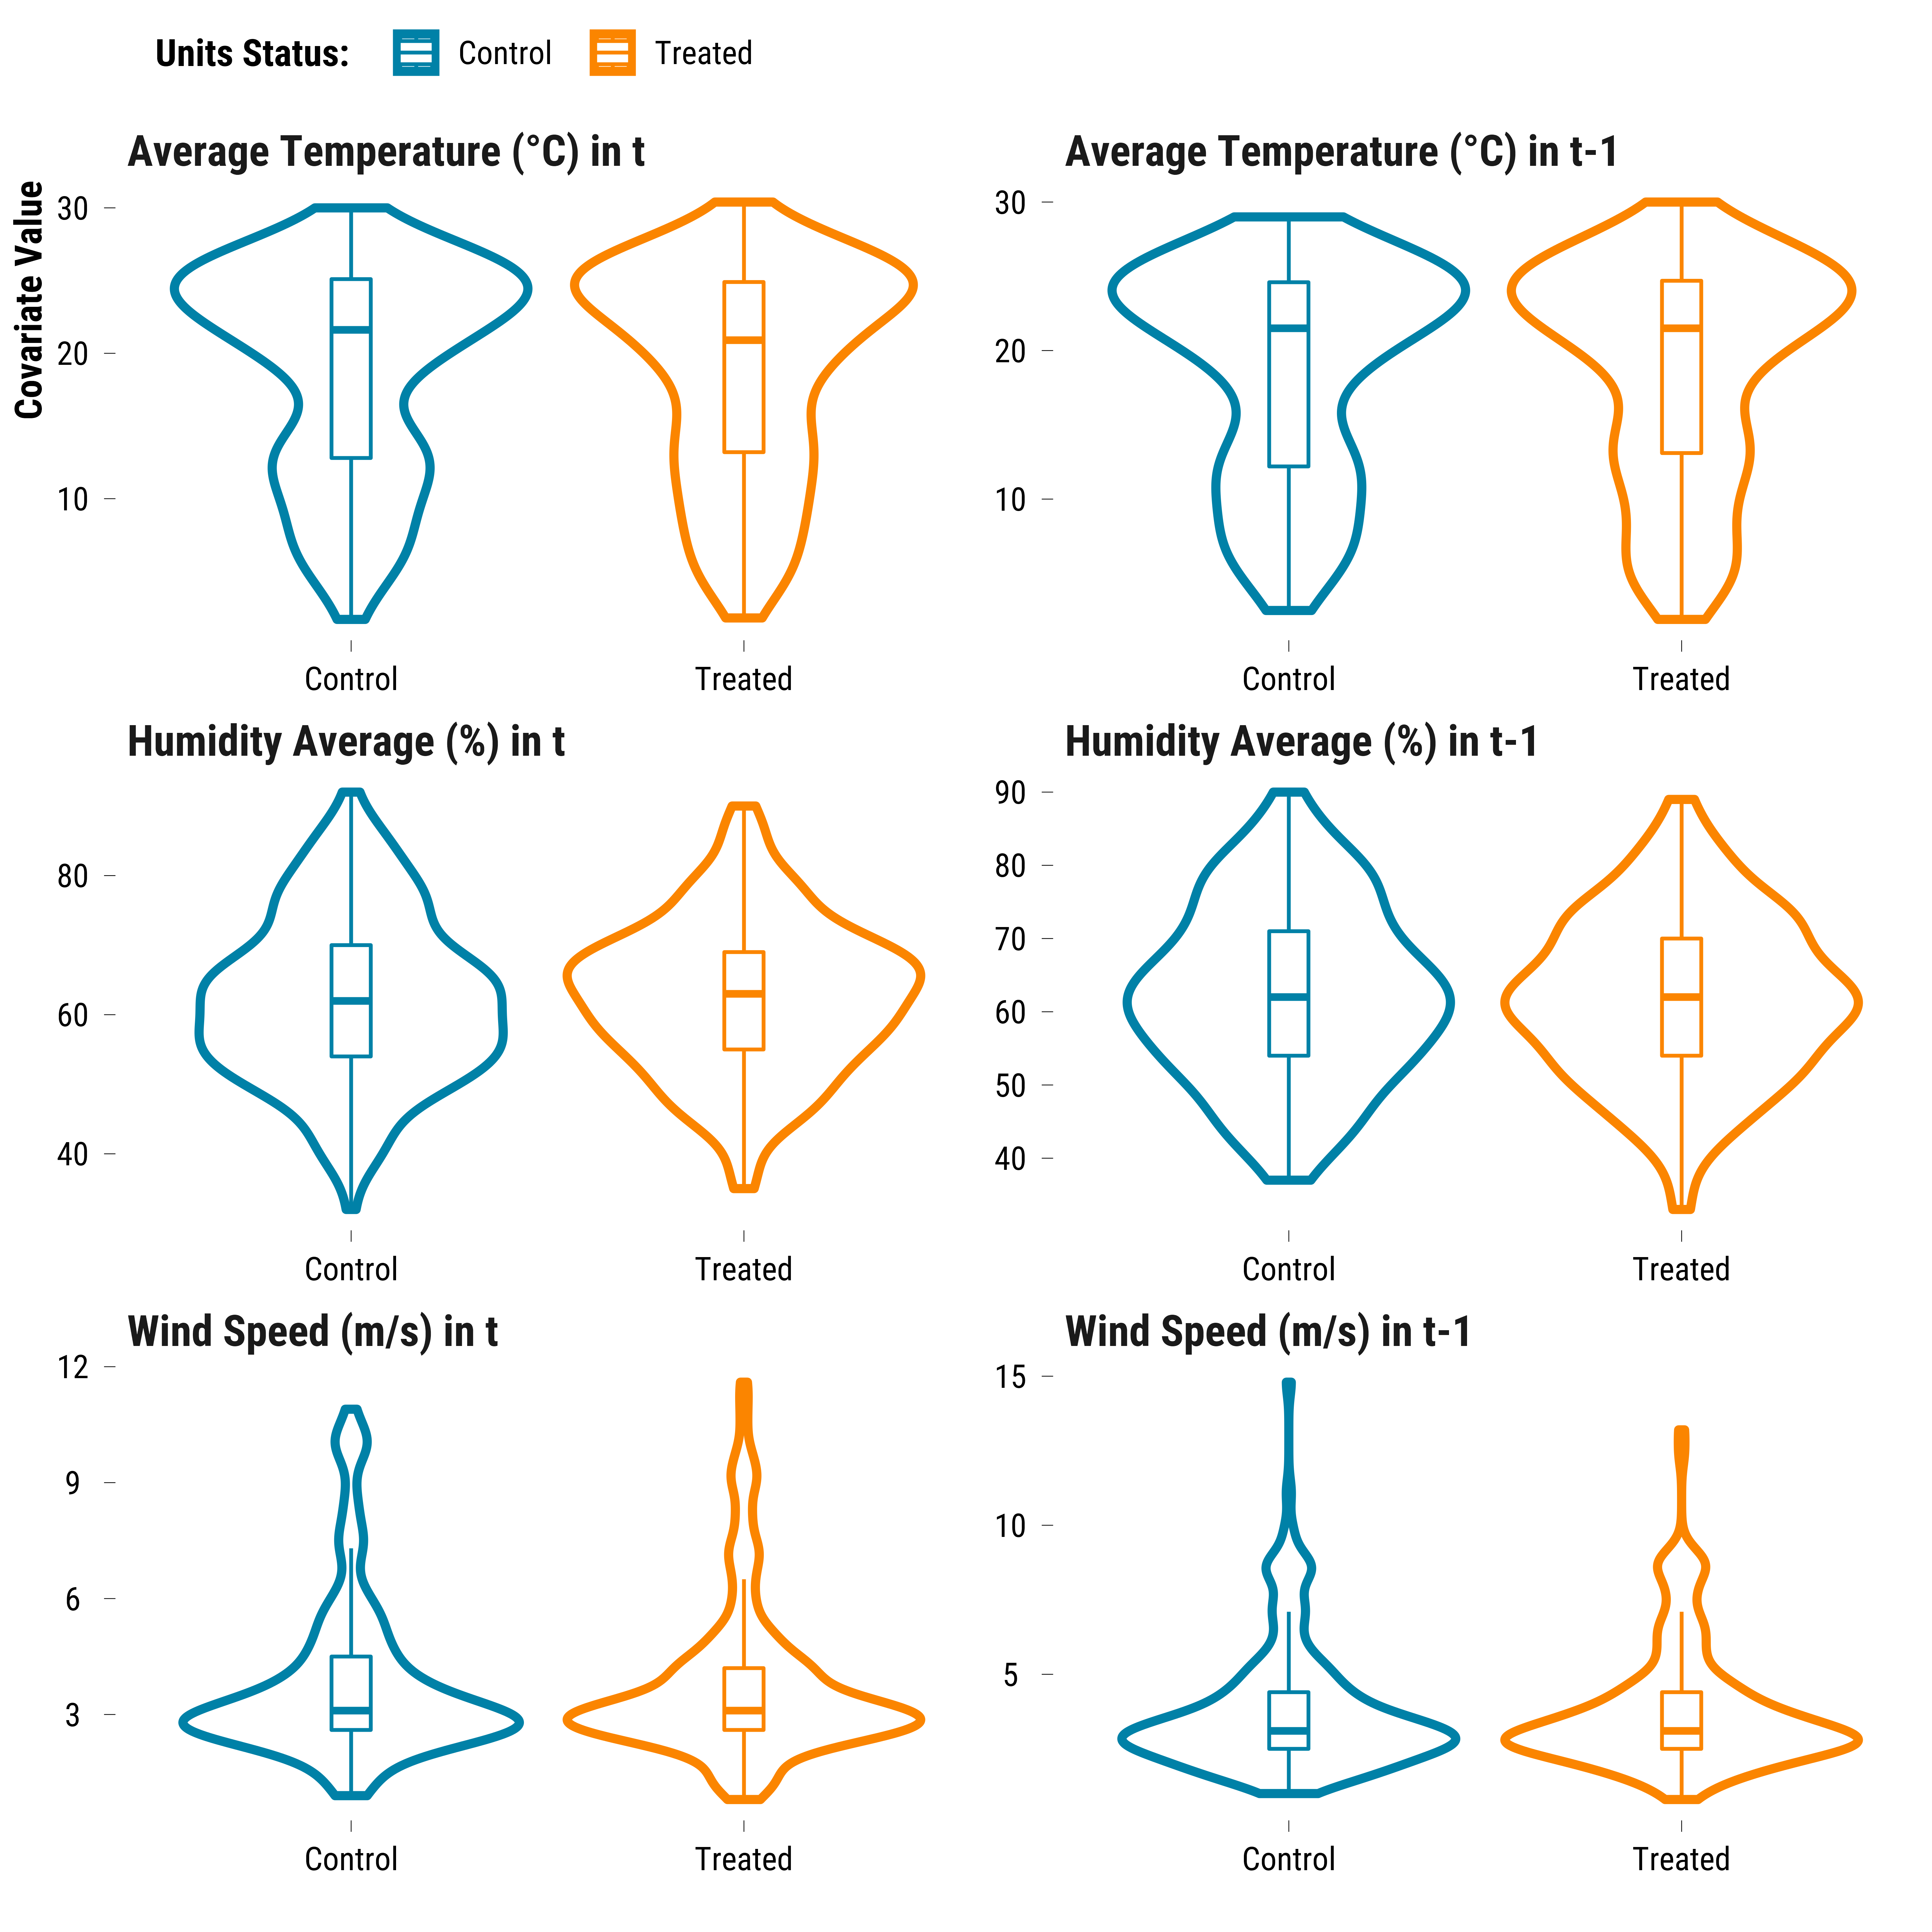 Units Status: Control Treated
Average Temperature (°C) in t
Average Temperature (°C) in t-1
Covariate Value
30
20
10
Control Treated
30
20
10
Control Treated
Humidity Average (%) in t
Humidity Average (%) in t-1
80
60
40
Control Treated
90
80
70
60
50
40
Control Treated
Wind Speed (m/s) in t
Wind Speed (m/s) in t-1
12
9
6
3
Control Treated
15
10
5
Control Treated